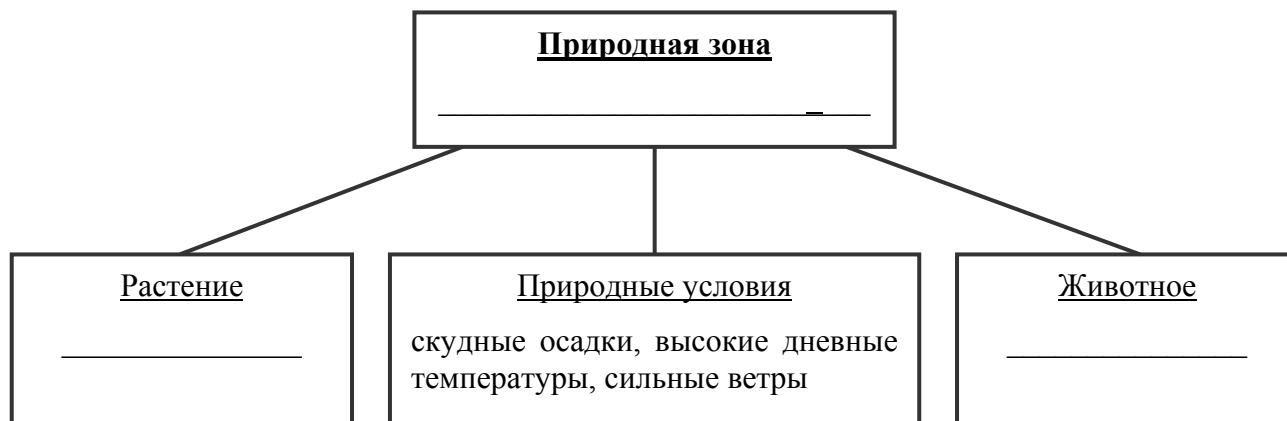 Природная зона
Растение
Природные условия
скудные осадки, высокие дневные
температуры, сильные ветры
Животное